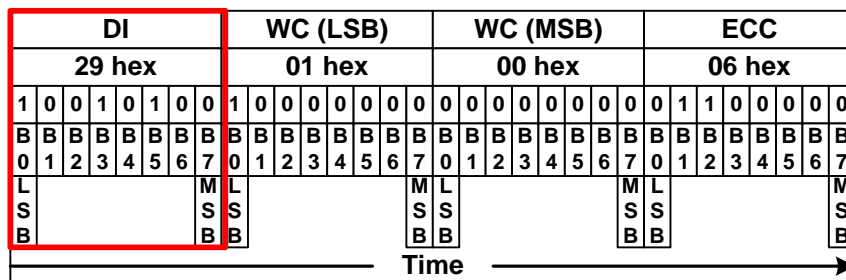 DI WC (LSB) WC (MSB) ECC
29 hex 01 hex 00 hex 06 hex
1 0 0 1 0 1 0 0 1 0 0 0 0 0 0 0 0 0 0 0 0 0 0 0 0 1 1 0 0 0 0 0
B B B B B B B B B B B B B B B B B B B B B B B B B B B B B B B B
0 1 2 3 4 5 6 7 0 1 2 3 4 5 6 7 0 1 2 3 4 5 6 7 0 1 2 3 4 5 6 7
L M L M L M L M
S S S S S S S S
B B B B B B B B
Time